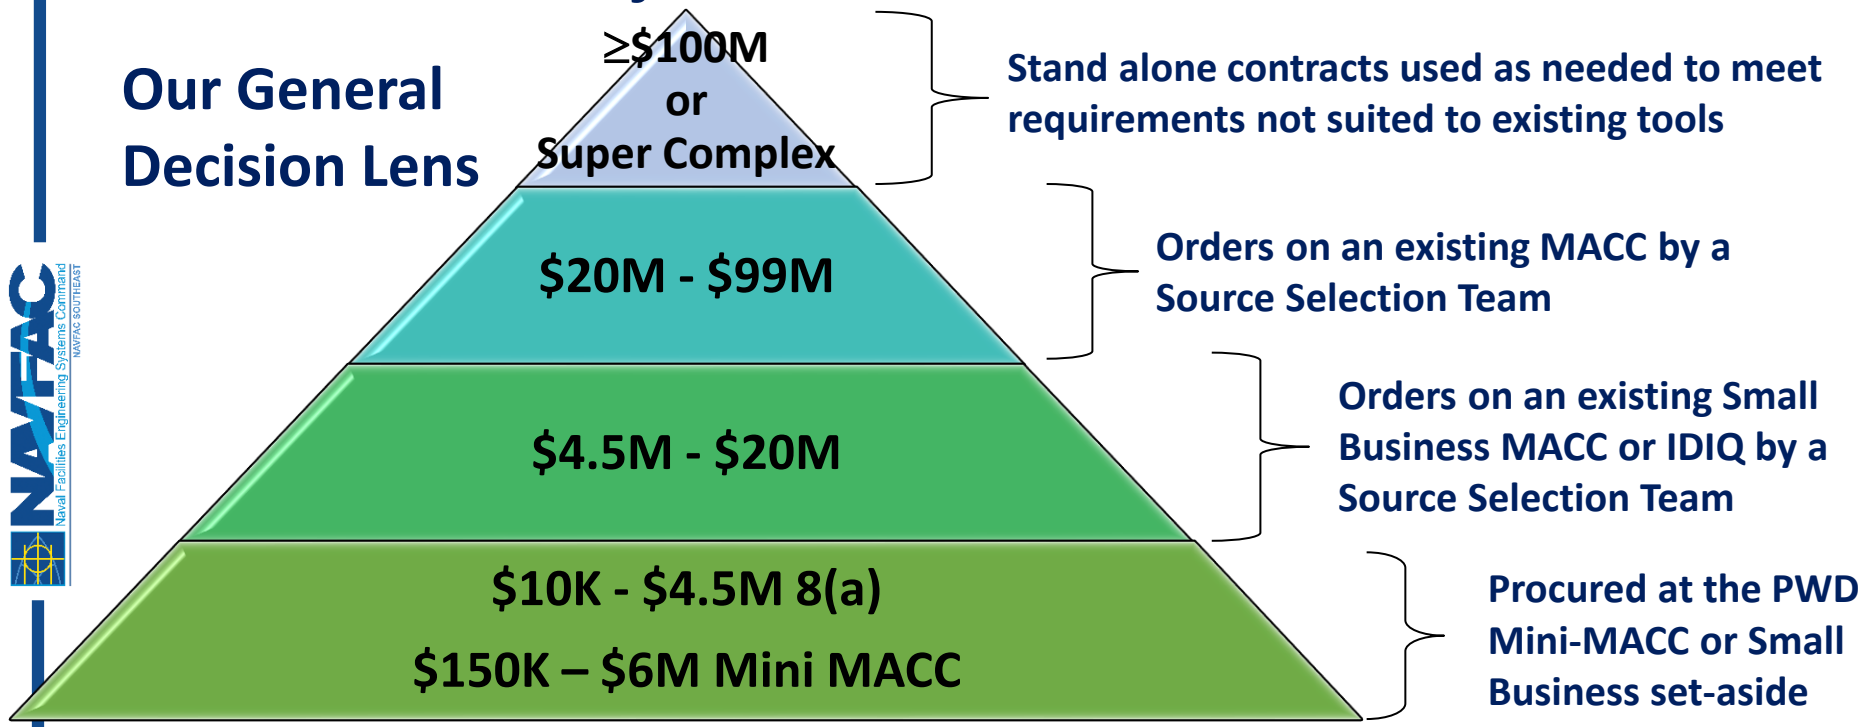 Our General
Decision Lens
≥$100M
or
Super Complex
Stand alone contracts used as needed to meet
requirements not suited to existing tools
$20M - $99M
Orders on an existing MACC by a
Source Selection Team
$4.5M - $20M
Orders on an existing Small
Business MACC or IDIQ by a
Source Selection Team
$10K - $4.5M 8(a)
$150K – $6M Mini MACC
Procured at the PWD
Mini-MACC or Small
Business set-aside
NAVFAC
Naval Facilities Engineering Systems Command
NAVFAC SOUTHEAST